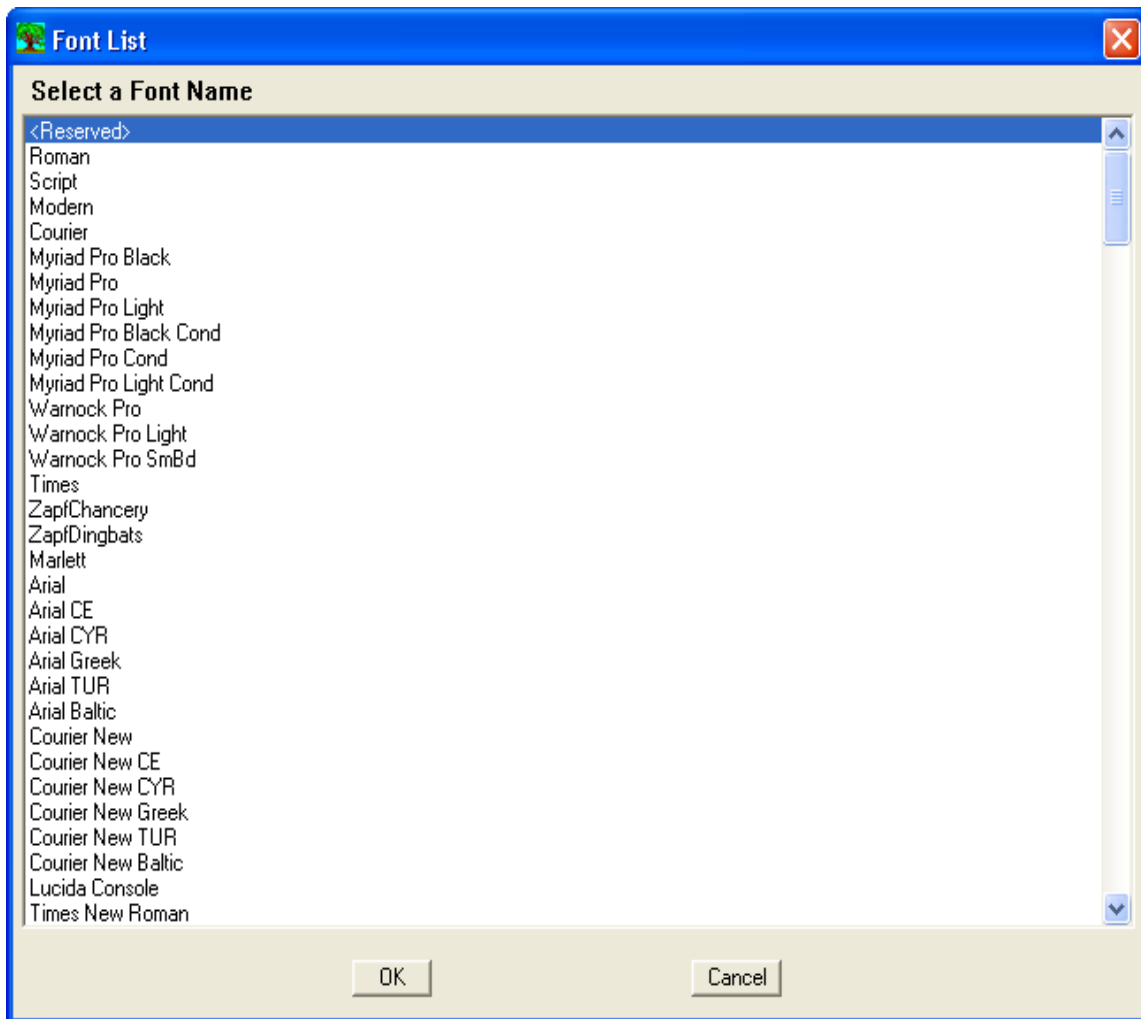 Font List
Select a Font Name
<Reserved>
Roman
Script
Modern
Courier
Myriad Pro Black
Myriad Pro
Myriad Pro Light
Myriad Pro Black Cond
Myriad Pro Cond
Myriad Pro Light Cond
Warnock Pro
Warnock Pro Light
Warnock Pro SmBd
Times
ZapfChancery
ZapfDingbats
Marlett
Arial
Arial CE
Arial CYR
Arial Greek
Arial TUR
Arial Baltic
Courier New
Courier New CE
Courier New CYR
Courier New Greek
Courier New TUR
Courier New Baltic
Lucida Console
Times New Roman
OK Cancel